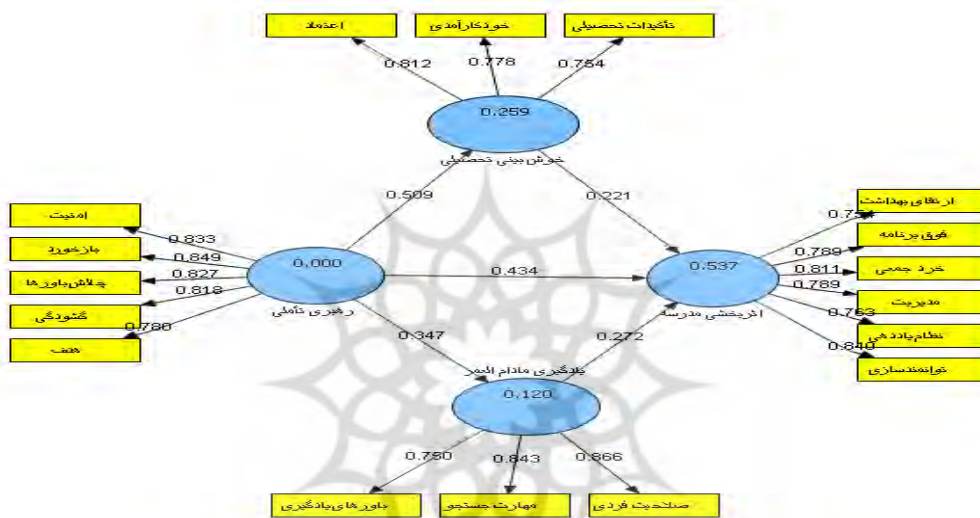 اعتماد
خودکارآمدی
تأکیدات تحصیلی
0.812
0.778
0.754
0.259
خوش بینی تحصیلی
0.509
0.221
امنیت
بازخورد
چالش باورها
گشودگی
هدف
0.833
0.849
0.827
0.818
0.780
0.000
رهبری تأملی
0.434
0.537
اثربخشی مدرسه
ارتقای بهداشت
فوق برنامه
خرد جمعی
مدیریت
نظام یاددهی
توانمندسازی
0.789
0.811
0.789
0.840
0.347
0.272
یادگیری مادام العمر
0.120
0.843
0.866
باورهای یادگیری
مهارت جستجو
صلاحیت فردی